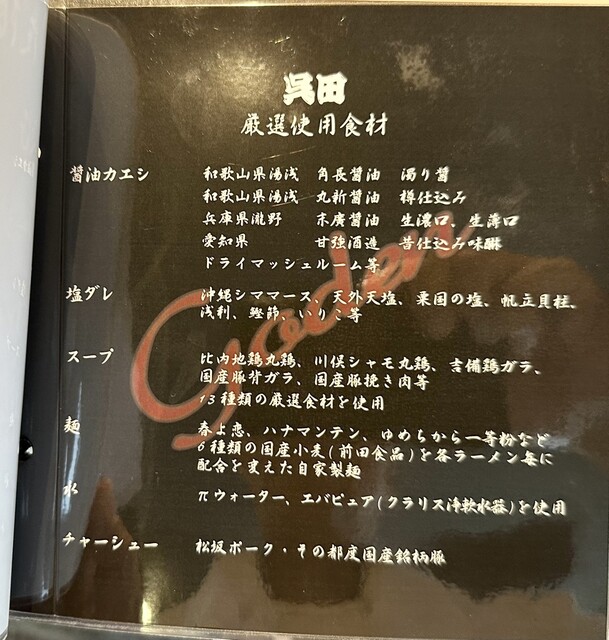 呉田
厳選使用食材
醤油カエシ 和歌山県湯浅 角長醤油 濁り醤
和歌山県湯浅 丸新醤油 樽仕込み
兵庫県瀧野 末廣醤油 生濃口、生薄口
愛知県 甘強酒造 昔仕込み味醂
ドライマッシュルーム等
塩ダレ 沖縄シママース、天外天塩、粟国の塩、帆立貝柱、
浅利、鰹節、いりこ等
スープ 比内地鶏丸鶏、川俣シャモ丸鶏、吉備鶏ガラ、
国産豚背ガラ、国産豚挽き肉等
13種類の厳選食材を使用
麺 春よ恋、ハナマンテン、ゆめちから一等粉など
6種類の国産小麦(前田食品)を各ラーメン毎に
配合を変えた自家製麺
水 πウォーター、エバピュア(クラリス浄軟水器)を使用
チャーシュー 松坂ポーク・その都度国産銘柄豚
Goden